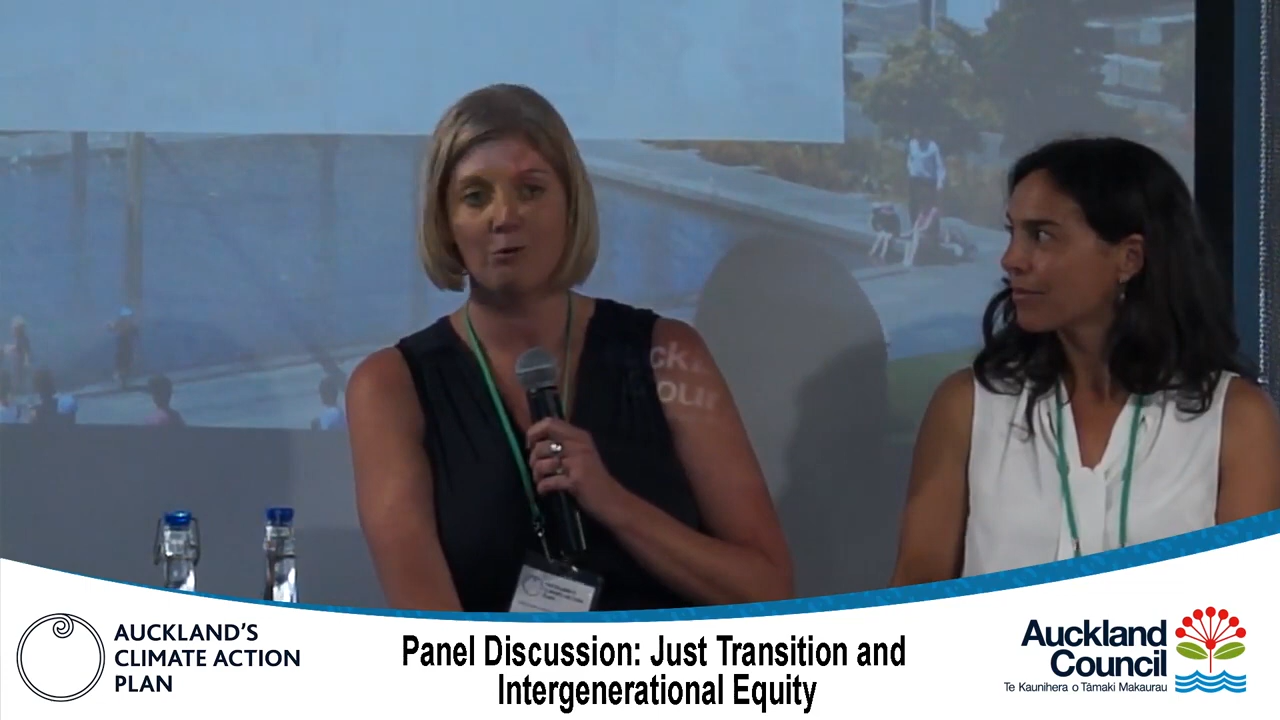 AUCKLAND'S
CLIMATE ACTION
PLAN
Panel Discussion: Just Transition and
Intergenerational Equity
Auckland
Council
Te Kaunihera o Tāmaki Makaurau